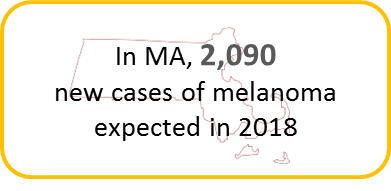 In MA, 2,090
new cases of melanoma
expected in 2018